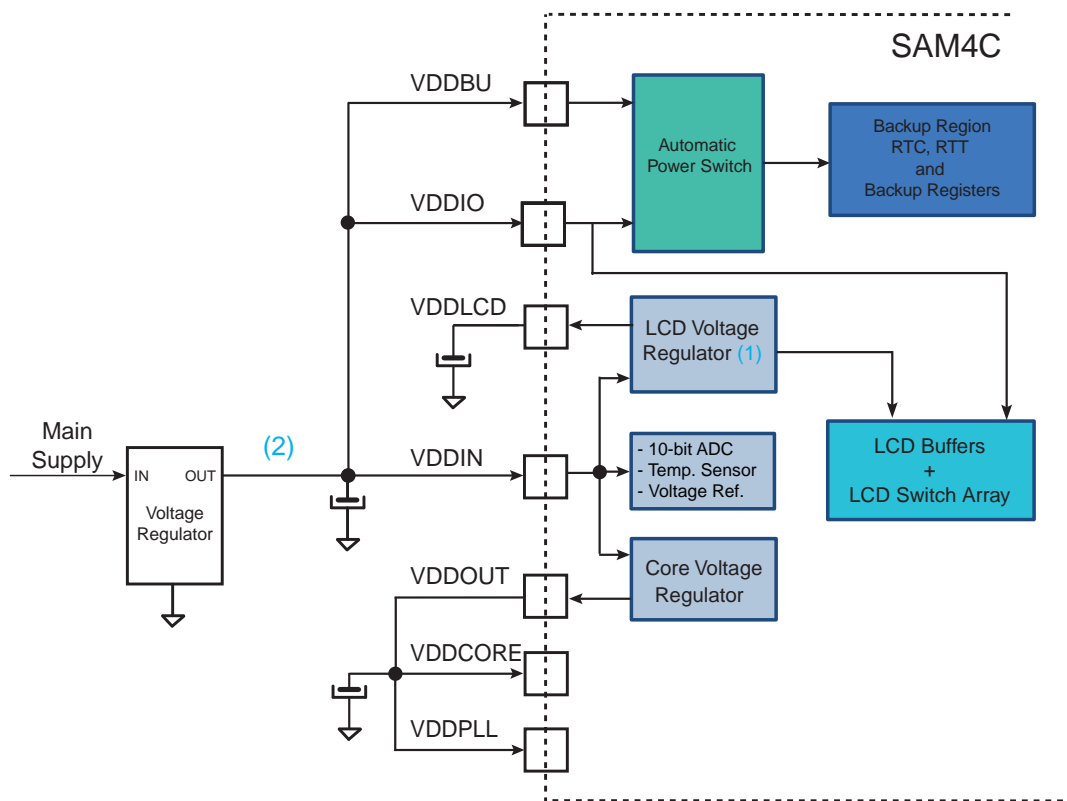 SAM4C
VDDBU
Automatic
Power Switch
Backup Region
RTC, RTT
and
Backup Registers
VDDIO
VDDLCD
LCD Voltage
Regulator (1)
Main
Supply
(2)
IN
OUT
Voltage
Regulator
VDDIN
- 10-bit ADC
- Temp. Sensor
- Voltage Ref.
LCD Buffers
+
LCD Switch Array
VDDOUT
Core Voltage
Regulator
VDDCORE
VDDPLL